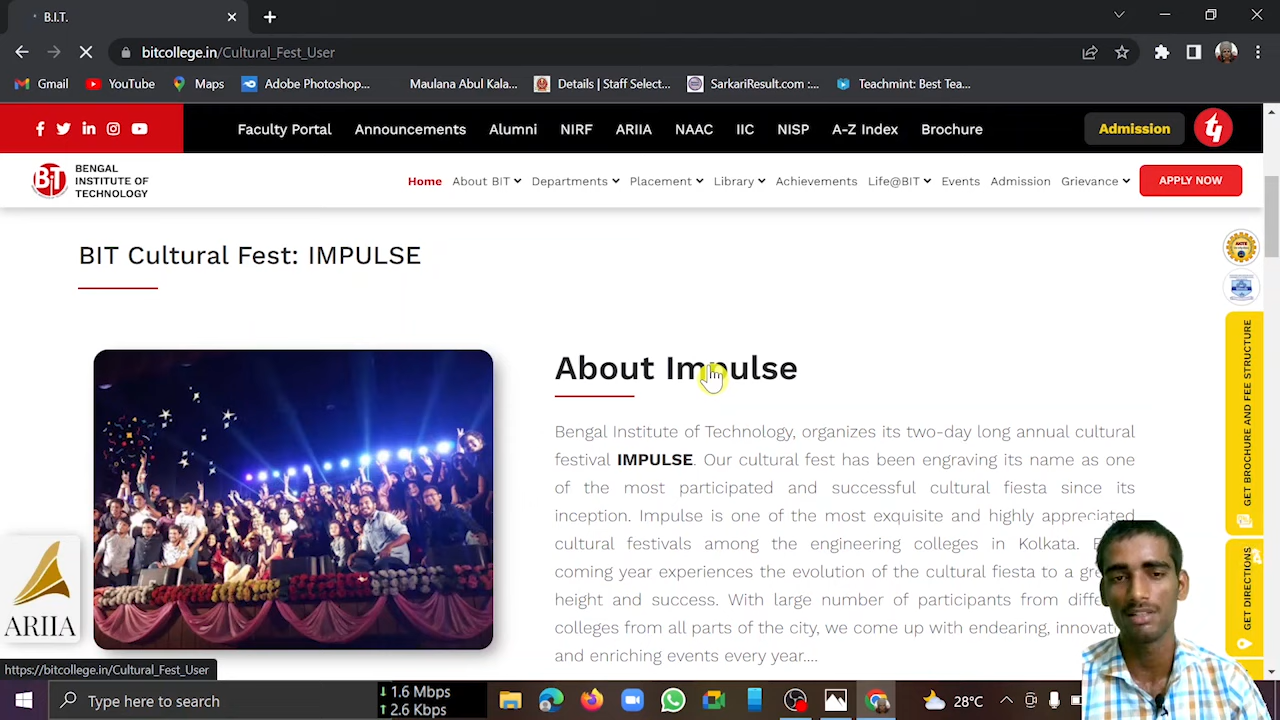 B.I.T.
bitcollege.in/Cultural_Fest_User
Gmail YouTube Maps Adobe Photoshop... Maulana Abul Kala... Details | Staff Select... SarkariResult.com :... Techmint: Best Tea...
Faculty Portal Announcements Alumni NIRF ARIIA NAAC IIC NISP A-Z Index Brochure Admission
BiT BENGAL
INSTITUTE OF
TECHNOLOGY
Home About BIT Departments Placement Library Achievements Life@BIT Events Admission Grievance APPLY NOW
BIT Cultural Fest: IMPULSE
About Impulse
Bengal Institute of Technology, organizes its two-day long annual cultural
festival IMPULSE. Our cultural fest has been engraving its name as one
of the most participated and successful cultural fiesta since its
inception. Impulse is one of the most exquisite and highly appreciated
cultural festivals among the engineering colleges in Kolkata.
coming year experiences the evolution of the cultural fiesta to a
height and success. With large number of participants from
colleges from all parts of the city, we come up with endearing,
and enriching events every year....
GET BROCHURE AND FEE STRUCTURE
GET DIRECTIONS
ARIIA
https://bitcollege.in/Cultural_Fest_User
Type here to search
1.6 Mbps
2.6 Kbps
28°C